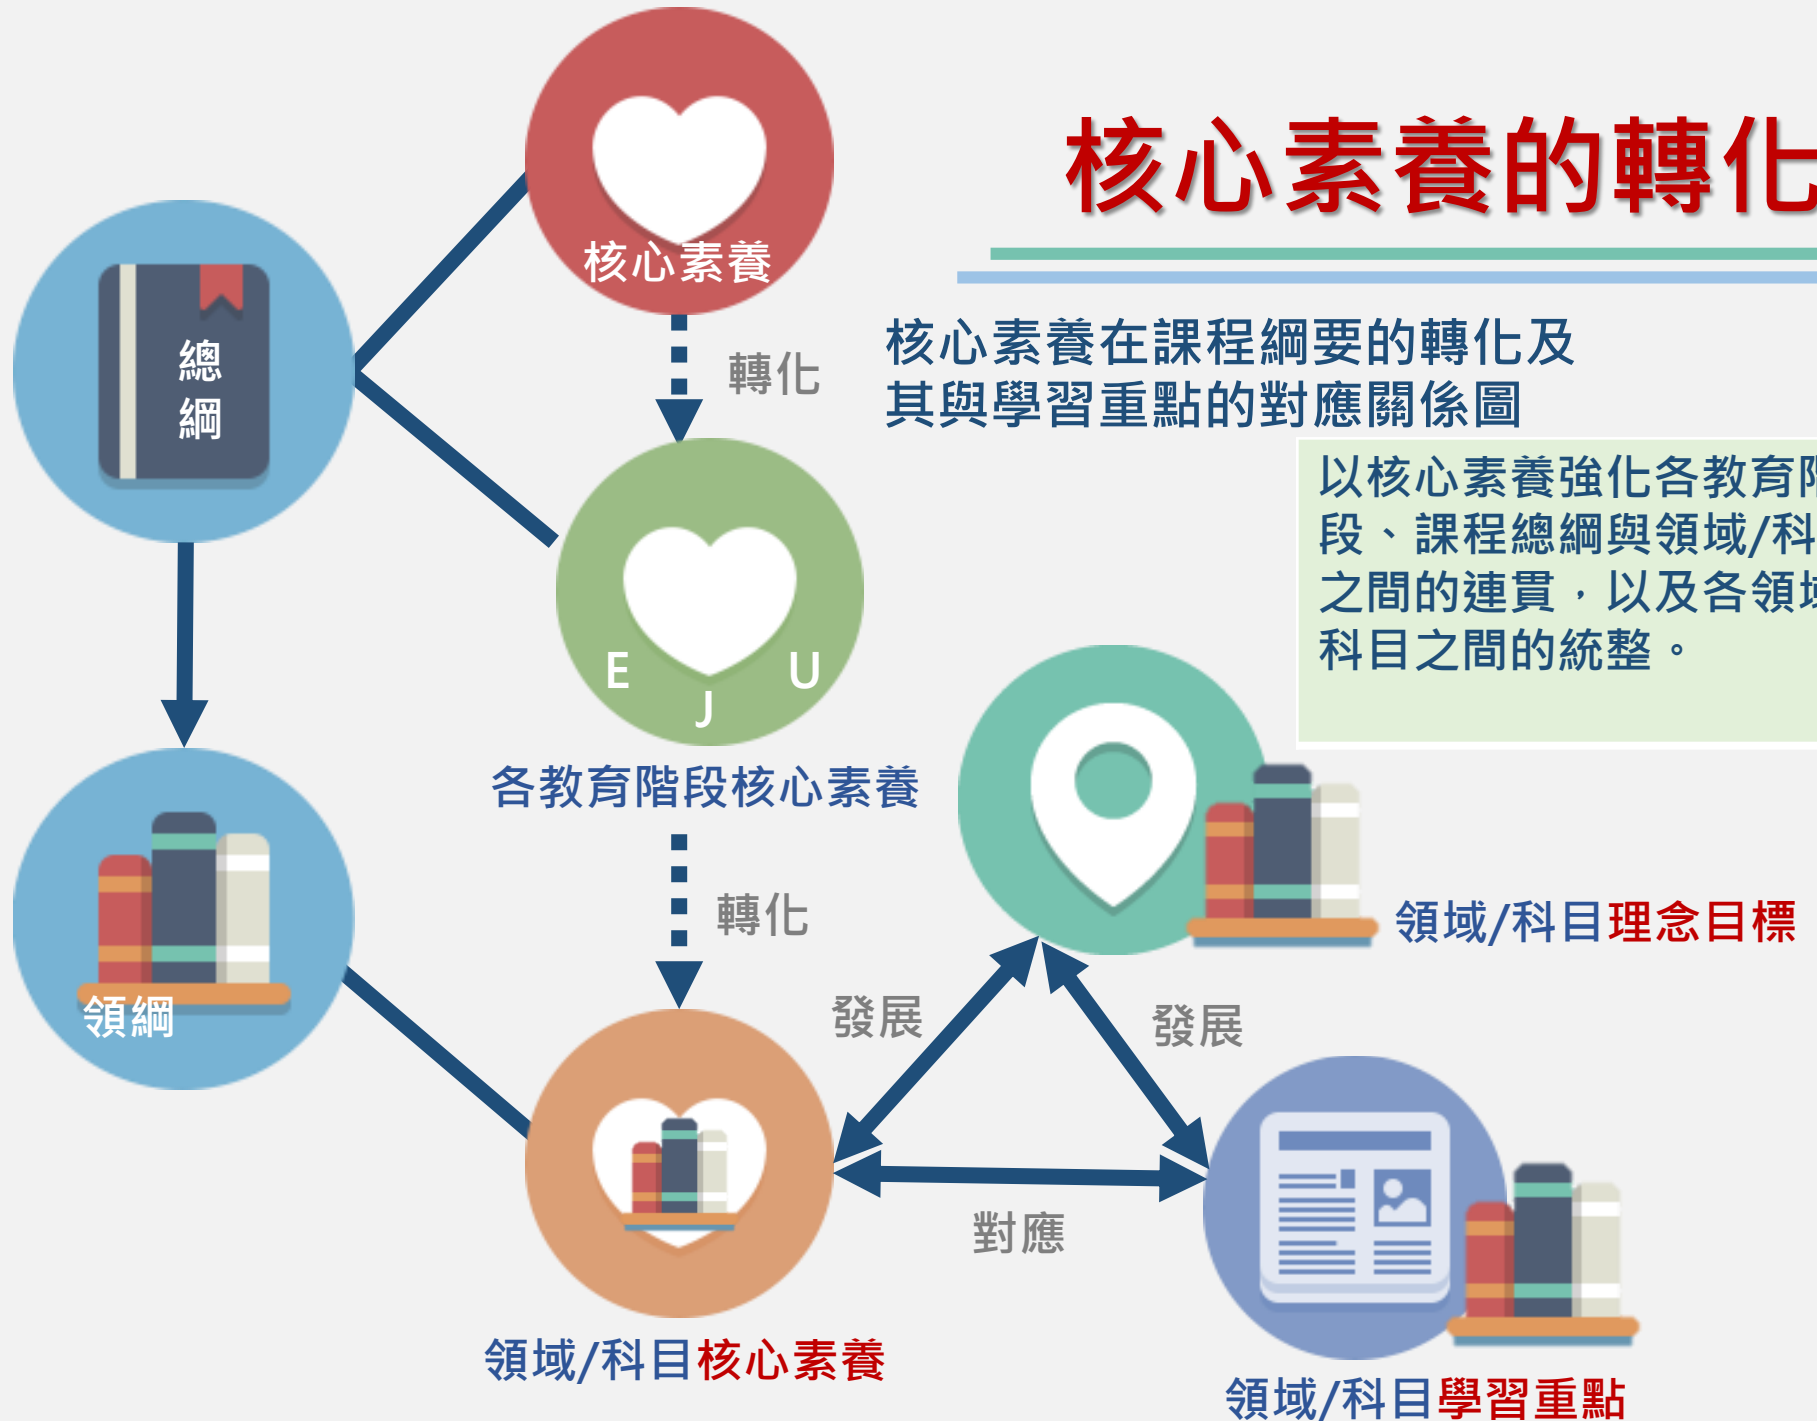 核心素養的轉化
核心素養在課程綱要的轉化及
其與學習重點的對應關係圖
以核心素養強化各教育階
段、課程總綱與領域/科
之間的連貫，以及各領域
科目之間的統整。
核心素養
總
綱
轉化
E
J
U
各教育階段核心素養
轉化
領綱
領域/科目理念目標
發展
發展
對應
領域/科目核心素養
領域/科目學習重點